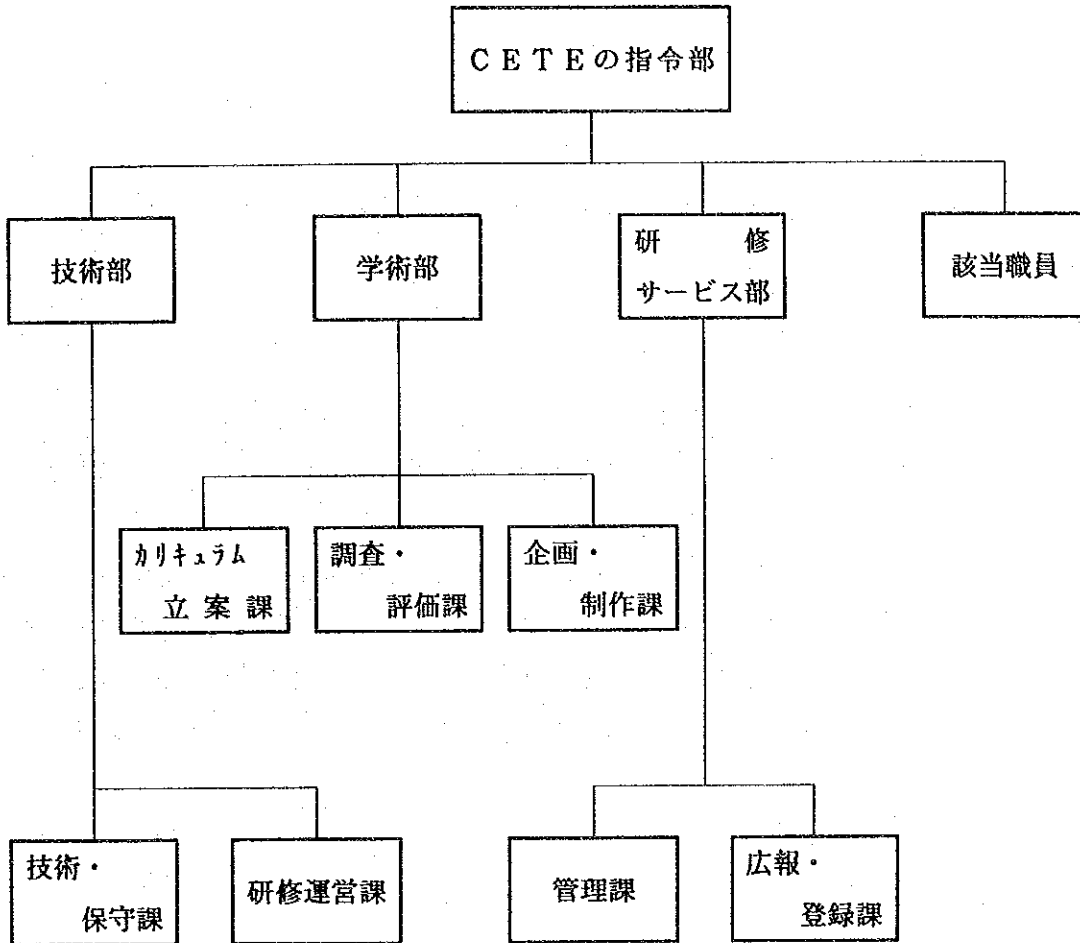 CETEの指令部
技術部
学術部
研 修
サービス部
該当職員
カリキュラム
立 案 課
調査・
評価課
企画・
制作課
技術・
保守課
研修運営課
管理課
広報・
登録課